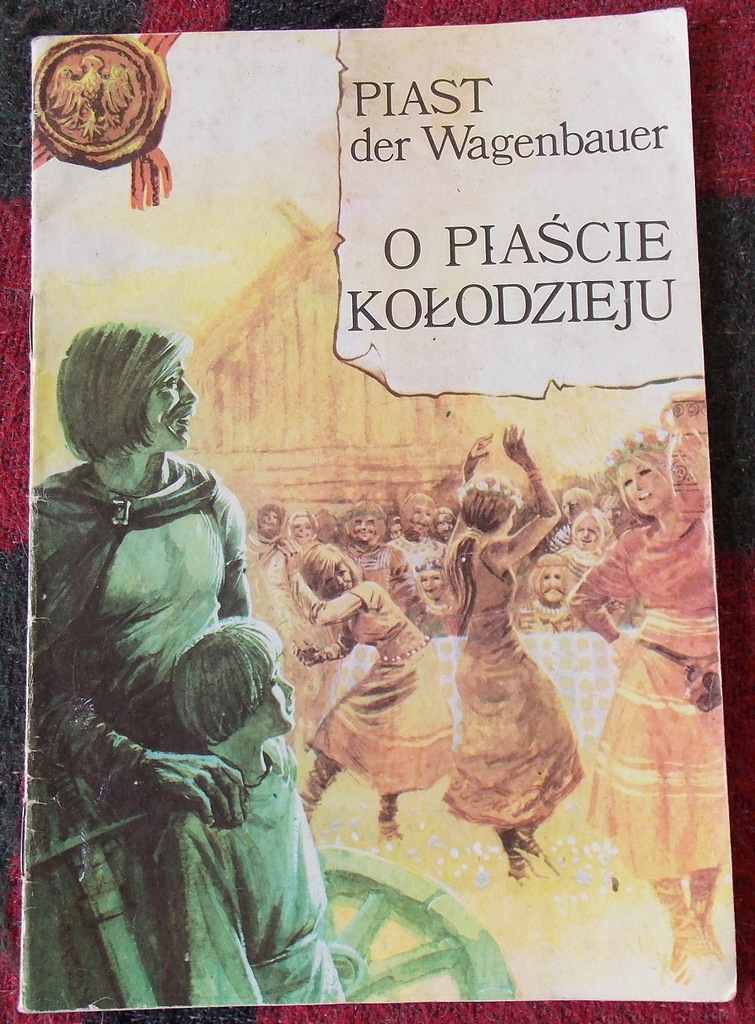 PIAST
der Wagenbauer
O PIAŚCIE
KOŁODZIEJU